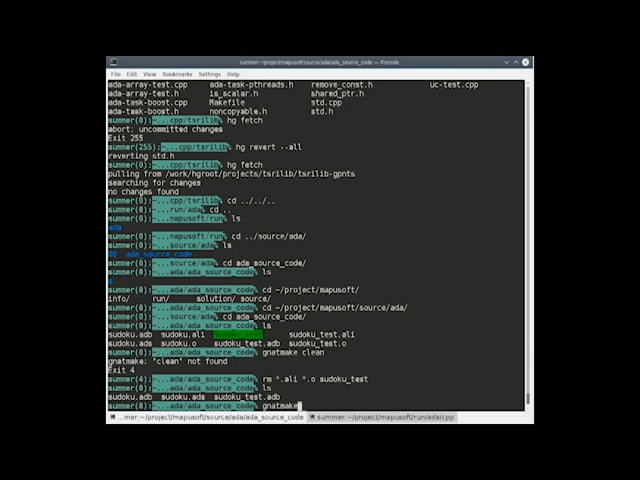 summer:~/project/mapusoft/source/ada/ada_source_code — Konsole
File Edit View Bookmarks Settings Help
ada-array-test.cpp ada-task-pthreads.h remove_const.h uc-test.cpp
ada-array-test.h is_scalar.h shared_ptr.h
ada-task-boost.cpp Makefile std.cpp
ada-task-boost.h noncopyable.h std.h
summer(0):~...cpp/tsrilib% hg fetch
abort: uncommitted changes
Exit 255
summer(255):~...cpp/tsrilib% hg revert --all
reverting std.h
summer(0):~...cpp/tsrilib% hg fetch
pulling from /work/hgroot/projects/tsrilib/tsrilib-gpnts
searching for changes
no changes found
summer(0):~...cpp/tsrilib% cd ../../..
summer(0):~...run/ada% cd ..
summer(0):~...mapusoft/run% ls
ada
summer(0):~...mapusoft/run% cd ../source/ada/
summer(0):~...source/ada% ls
ada_source_code
summer(0):~...source/ada% cd ada_source_code/
summer(0):~...ada/ada_source_code% ls
summer(0):~...ada/ada_source_code% cd ~/project/mapusoft/
info/ run/ solution/ source/
summer(0):~...ada/ada_source_code% cd ~/project/mapusoft/source/ada/
summer(0):~...source/ada% cd ada_source_code/
summer(0):~...ada/ada_source_code% ls
sudoku.adb sudoku.ali sudoku_test sudoku_test.ali
sudoku.ads sudoku.o sudoku_test.adb sudoku_test.o
summer(0):~...ada/ada_source_code% gnatmake clean
gnatmake: "clean" not found
Exit 4
summer(4):~...ada/ada_source_code% rm *.ali *.o sudoku_test
summer(0):~...ada/ada_source_code% ls
sudoku.adb sudoku.ads sudoku_test.adb
summer(0):~...ada/ada_source_code% gnatmake
...mmer:~/project/mapusoft/source/ada/ada_source_code summer:~/project/mapusoft/run/ada/cpp